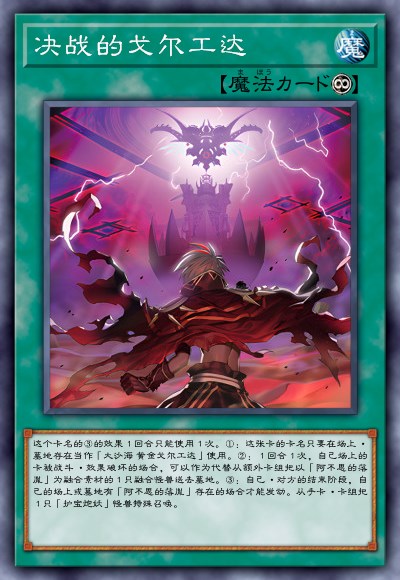 决战的戈尔工达
魔
【魔法カード】
まほう
这个卡名的③的效果1回合只能使用1次。①：这张卡的卡名只要在场上・
墓地存在当作「大沙海 黄金戈尔工达」使用。②：1回合1次，自己场上的
卡被战斗・效果破坏的场合，可以作为代替从额外卡组把以「阿不思的落
胤」为融合素材的1只融合怪兽送去墓地。③：自己・对方的结束阶段，自
己的场上或墓地有「阿不思的落胤」存在的场合才能发动。从手卡・卡组把
1只「护宝炮妖」怪兽特殊召唤。